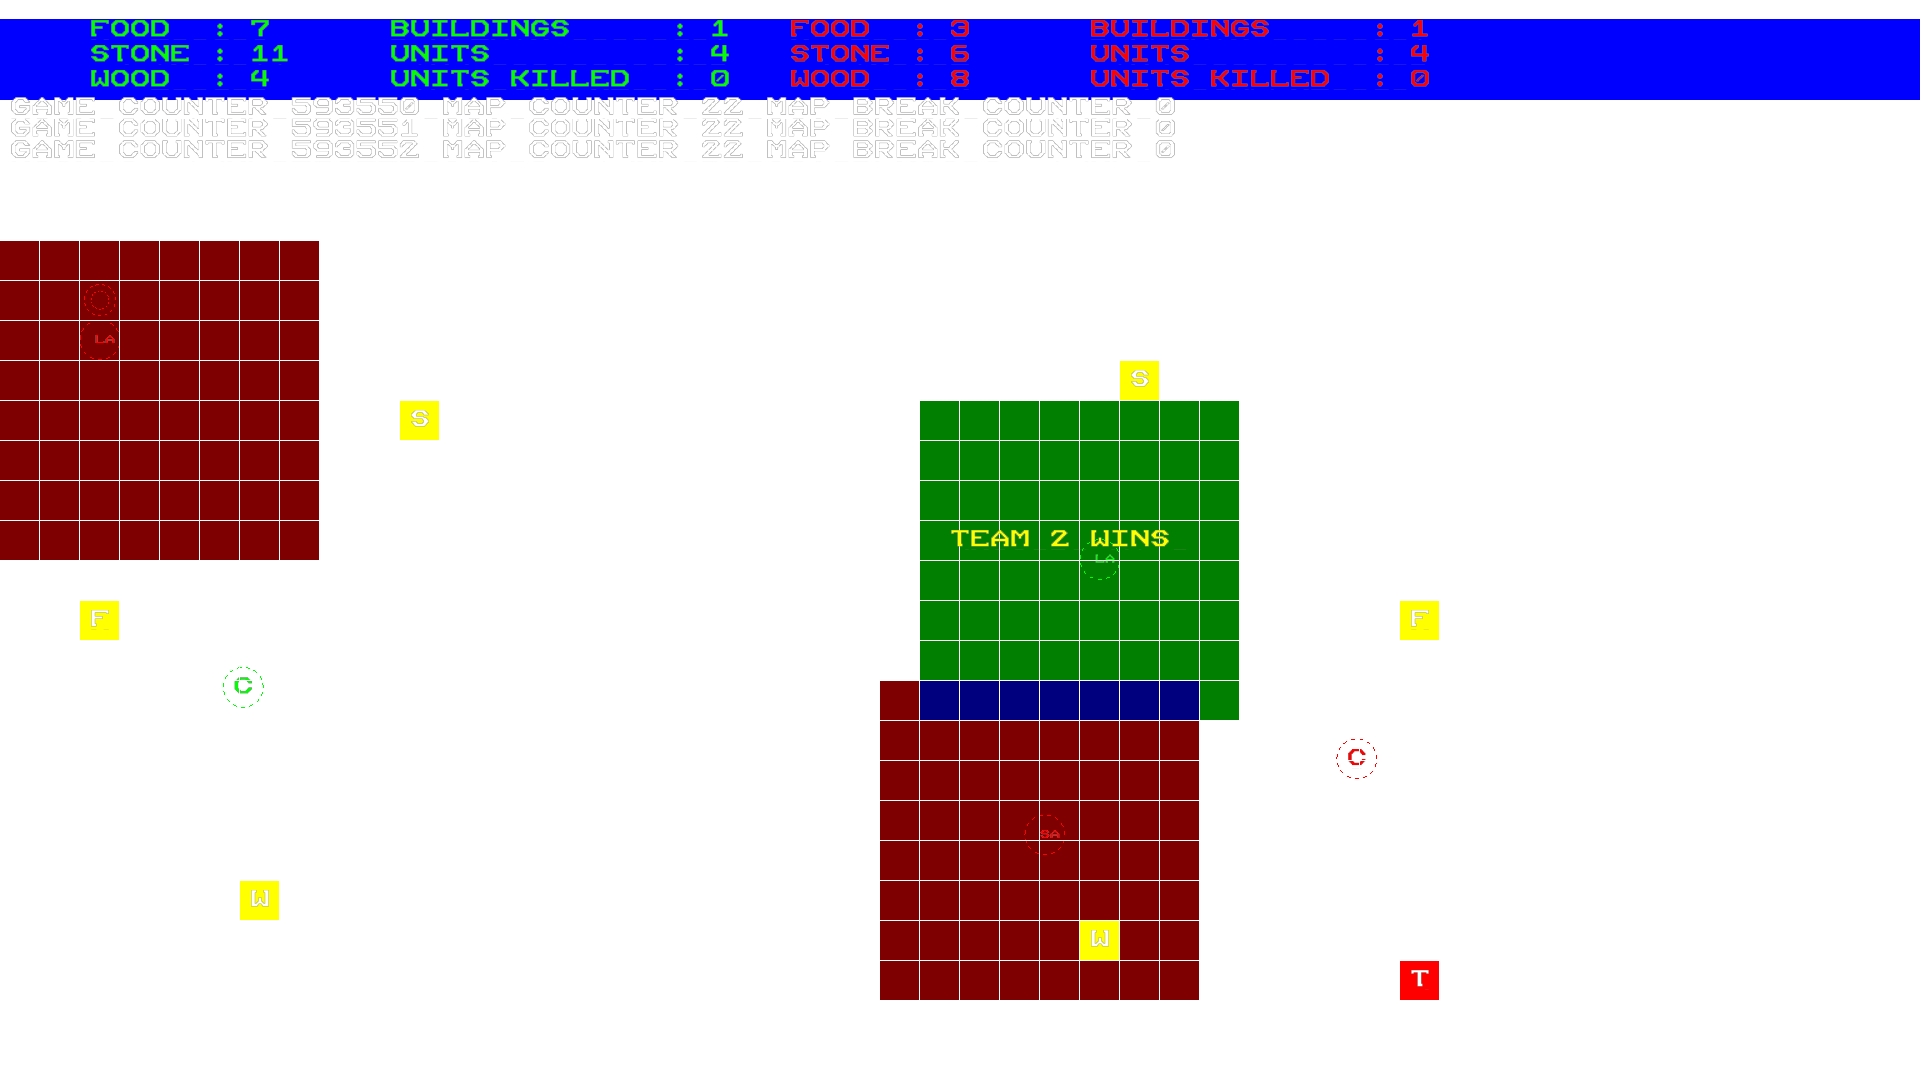 FOOD : 7 BUILDINGS : 1 FOOD : 3 BUILDINGS : 1
STONE : 11 UNITS : 4 STONE : 6 UNITS : 4
WOOD : 4 UNITS KILLED : 0 WOOD : 8 UNITS KILLED : 0
GAME COUNTER 593550 MAP COUNTER 22 MAP BREAK COUNTER 0
GAME COUNTER 593551 MAP COUNTER 22 MAP BREAK COUNTER 0
GAME COUNTER 593552 MAP COUNTER 22 MAP BREAK COUNTER 0
LA
S
S
TEAM 2 WINS
LA
F
F
C
C
SA
W
W
T